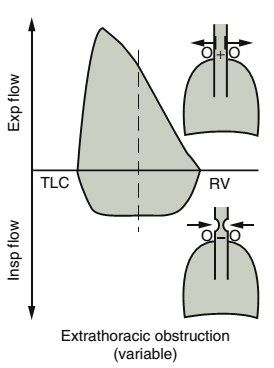 Exp flow
O + O
TLC
RV
Insp flow
O – O
Extrathoracic obstruction
(variable)